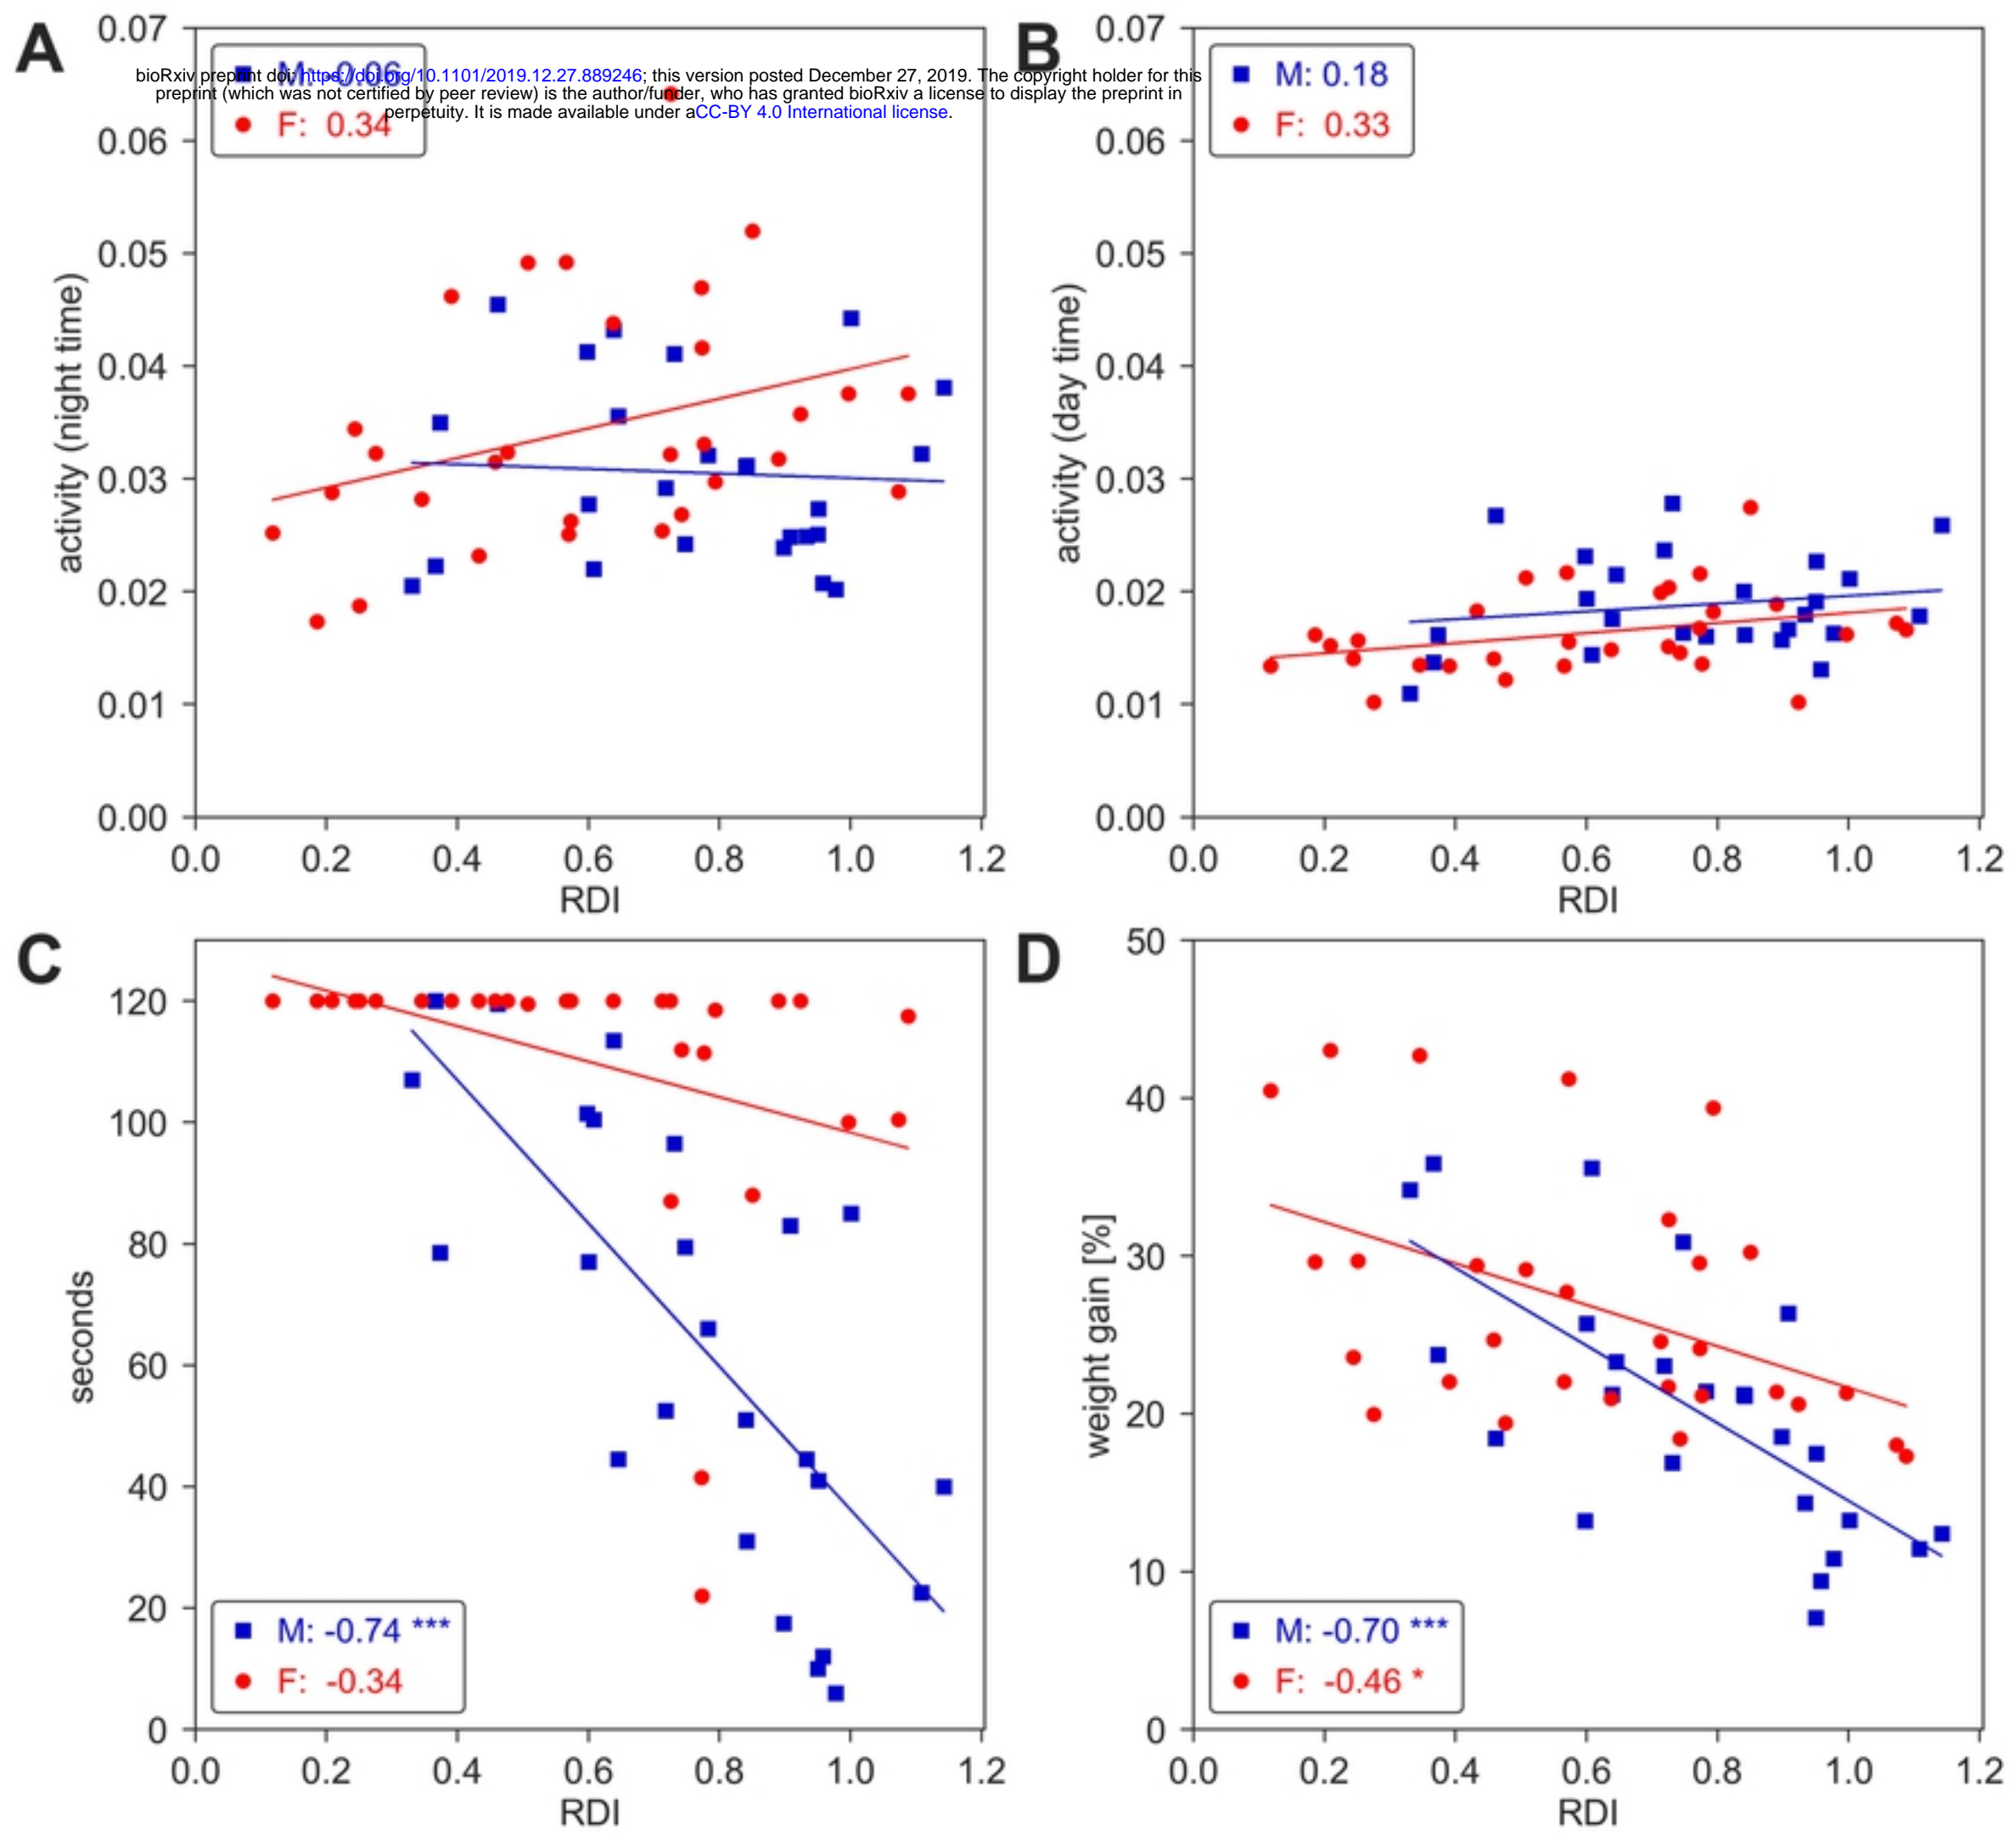 A
B
bioRxiv preprint doi: https://doi.org/10.1101/2019.12.27.889246; this version posted December 27, 2019. The copyright holder for this
preprint (which was not certified by peer review) is the author/funder, who has granted bioRxiv a license to display the preprint in
perpetuity. It is made available under aCC-BY 4.0 International license.
M: -0.06
F: 0.34
0.07
0.06
0.05
0.04
0.03
0.02
0.01
0.00
activity (night time)
0.0 0.2 0.4 0.6 0.8 1.0 1.2
RDI
M: 0.18
F: 0.33
0.07
0.06
0.05
0.04
0.03
0.02
0.01
0.00
activity (day time)
0.0 0.2 0.4 0.6 0.8 1.0 1.2
RDI
C
120
100
80
60
40
20
0
seconds
M: -0.74 ***
F: -0.34
0.0 0.2 0.4 0.6 0.8 1.0 1.2
RDI
D
50
40
30
20
10
0
weight gain [%]
M: -0.70 ***
F: -0.46 *
0.0 0.2 0.4 0.6 0.8 1.0 1.2
RDI